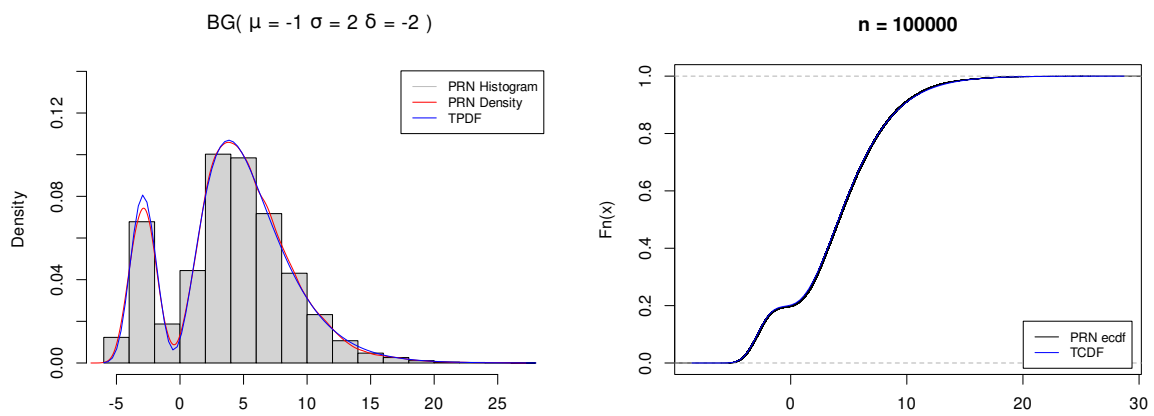 BG( μ = -1 σ = 2 δ = -2 )
PRN Histogram
PRN Density
TPDF
Density
0.00 0.04 0.08 0.12
-5 0 5 10 15 20 25
n = 100000
Fn(x)
0.0 0.2 0.4 0.6 0.8 1.0
PRN ecdf
TCDF
0 10 20 30